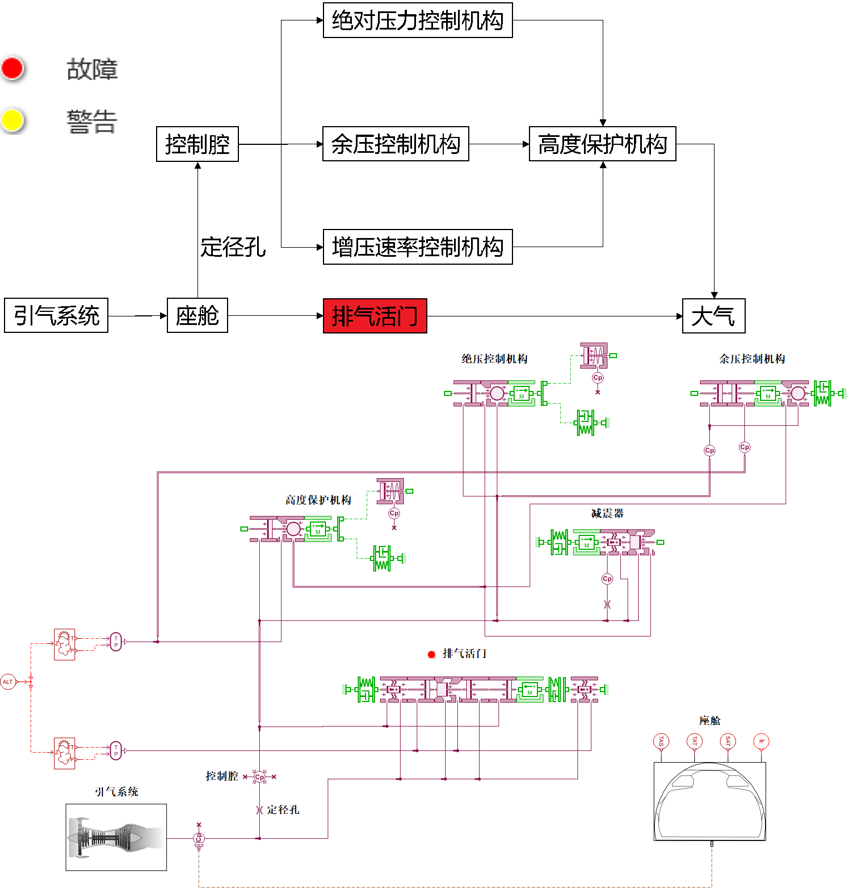 绝对压力控制机构
故障
警告
控制腔
余压控制机构
高度保护机构
定径孔
增压速率控制机构
引气系统
座舱
排气活门
大气
绝压控制机构
余压控制机构
Cp
M
M
Cp
Cp
高度保护机构
减震器
Cp
M
M
Cp
T
P
ALT
排气活门
M
座舱
T
P
TAS
TAT
SAT
控制腔
Cp
引气系统
定径孔
Cp